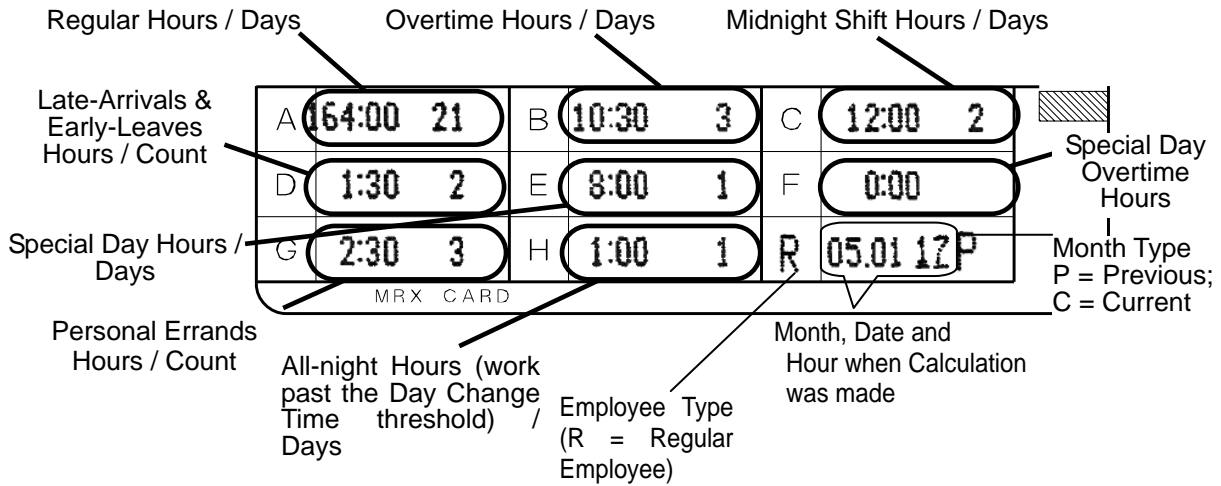 Regular Hours / Days
Overtime Hours / Days
Midnight Shift Hours / Days
Late-Arrivals &
Early-Leaves
Hours / Count
A 164:00 21 B 10:30 3 C 12:00 2
Special Day
Overtime
Hours
D 1:30 2 E 8:00 1 F 0:00
Special Day Hours /
Days
G 2:30 3 H 1:00 1 R 05.01 17 P
Month Type
P = Previous;
C = Current
MRX CARD
Personal Errands
Hours / Count
All-night Hours (work
past the Day Change
Time threshold) /
Days
Employee Type
(R = Regular
Employee)
Month, Date and
Hour when Calculation
was made